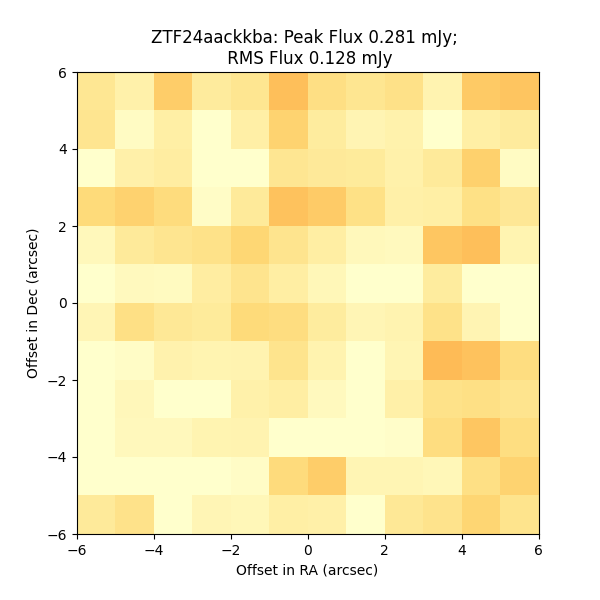 ZTF24aackkba: Peak Flux 0.281 mJy;
RMS Flux 0.128 mJy
6
4
2
0
−2
−4
−6
Offset in Dec (arcsec)
−6 −4 −2 0 2 4 6
Offset in RA (arcsec)